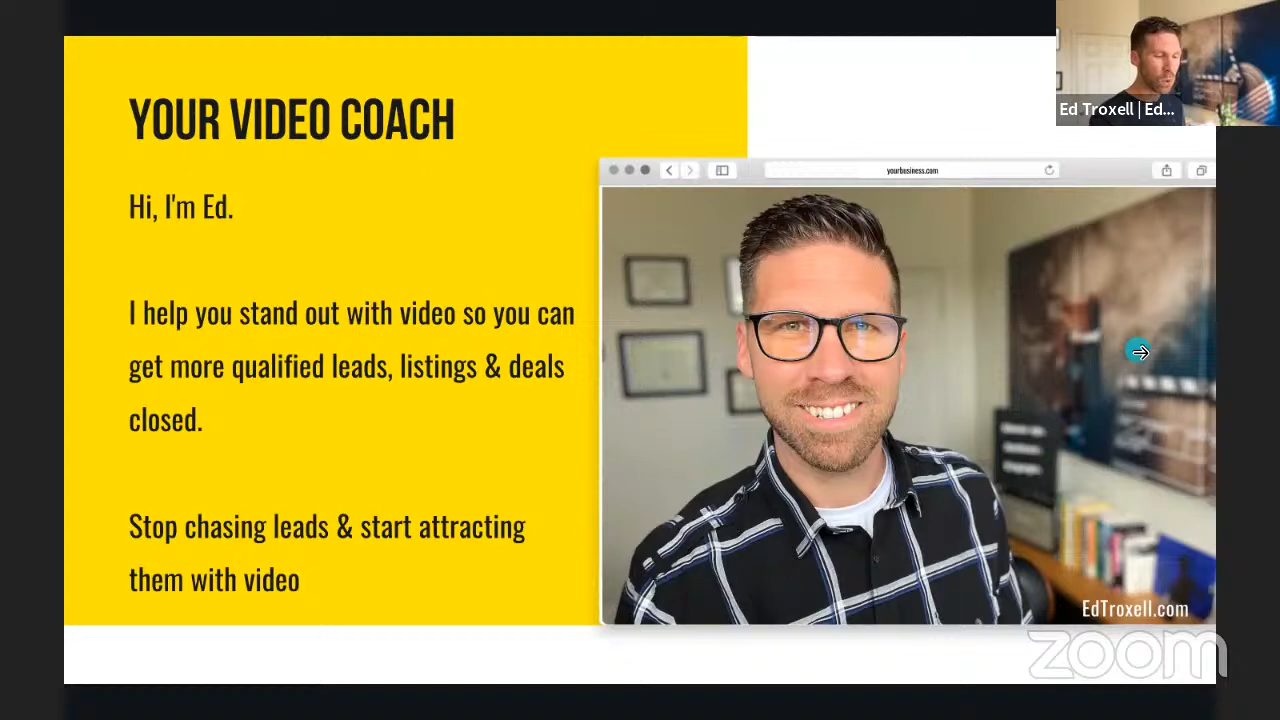 YOUR VIDEO COACH
Hi, I'm Ed.
I help you stand out with video so you can
get more qualified leads, listings & deals
closed.
Stop chasing leads & start attracting
them with video
Ed Troxell | Ed...
yourbusiness.com
EdTroxell.com
zoom